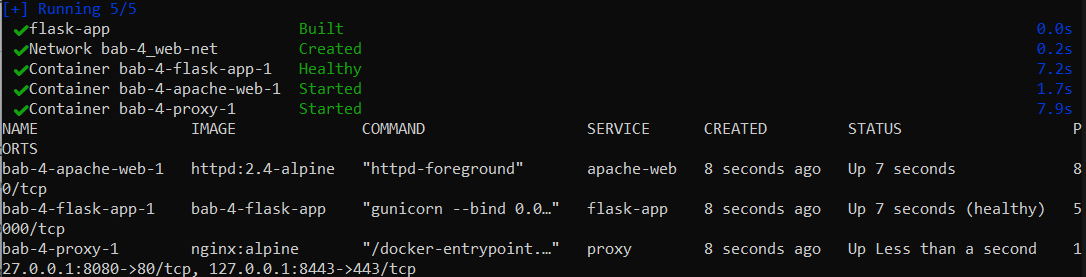 [+] Running 5/5
✔flask-app Built 0.0s
✔Network bab-4_web-net Created 0.2s
✔Container bab-4-flask-app-1 Healthy 7.2s
✔Container bab-4-apache-web-1 Started 1.7s
✔Container bab-4-proxy-1 Started 7.9s
NAME IMAGE COMMAND SERVICE CREATED STATUS P
ORTS
bab-4-apache-web-1 httpd:2.4-alpine "httpd-foreground" apache-web 8 seconds ago Up 7 seconds 8
0/tcp
bab-4-flask-app-1 bab-4-flask-app "gunicorn --bind 0.0…" flask-app 8 seconds ago Up 7 seconds (healthy) 5
000/tcp
bab-4-proxy-1 nginx:alpine "/docker-entrypoint.…" proxy 8 seconds ago Up Less than a second 1
27.0.0.1:8080->80/tcp, 127.0.0.1:8443->443/tcp